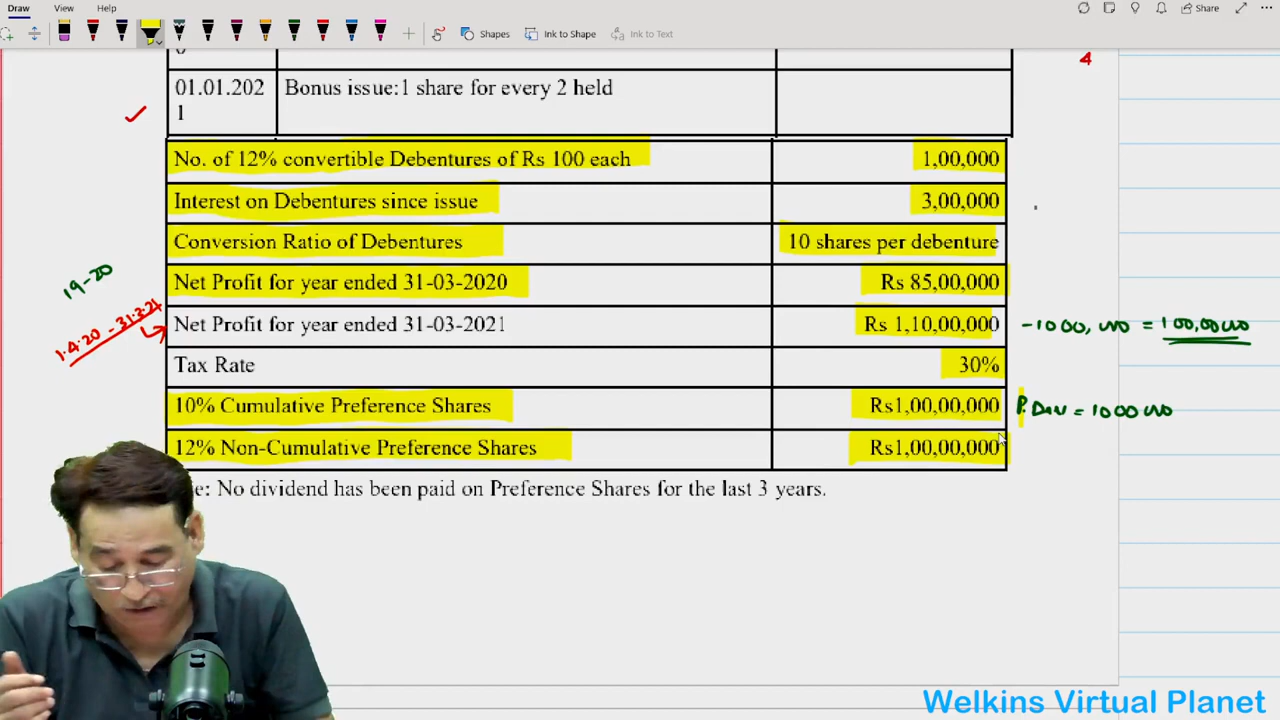 Draw View Help
Share
Shapes Ink to Shape Ink to Text
0
4
01.01.202
1
Bonus issue:1 share for every 2 held
No. of 12% convertible Debentures of Rs 100 each 1,00,000
Interest on Debentures since issue 3,00,000
Conversion Ratio of Debentures 10 shares per debenture
19-20
Net Profit for year ended 31-03-2020 Rs 85,00,000
1.4.20 - 31.3.21
Net Profit for year ended 31-03-2021 Rs 1,10,00,000 -1000,000 = 100,00000
Tax Rate 30%
10% Cumulative Preference Shares Rs1,00,00,000 P.Div = 1000000
12% Non-Cumulative Preference Shares Rs1,00,00,000
: No dividend has been paid on Preference Shares for the last 3 years.
Welkins Virtual Planet